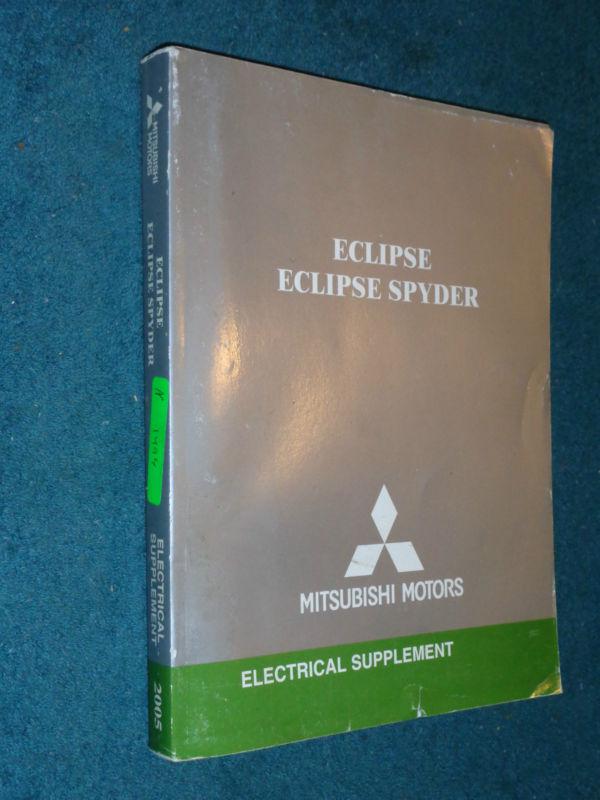 ECLIPSE
ECLIPSE SPYDER
MITSUBISHI MOTORS
ELECTRICAL SUPPLEMENT
MITSUBISHI
MOTORS
ECLIPSE
ECLIPSE SPYDER
ELECTRICAL
SUPPLEMENT
2005